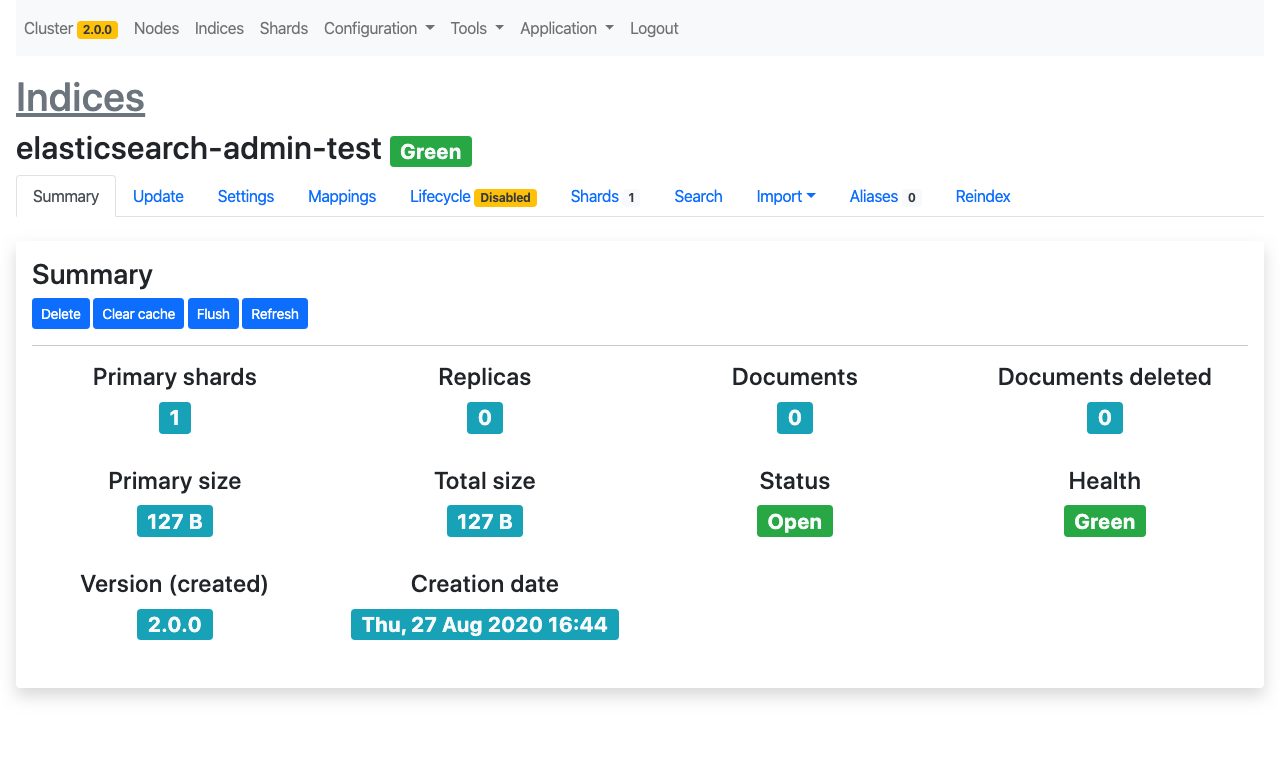 Cluster 2.0.0 Nodes Indices Shards Configuration Tools Application Logout
Indices
elasticsearch-admin-test Green
Summary Update Settings Mappings Lifecycle Disabled Shards 1 Search Import Aliases 0 Reindex
Summary
Delete Clear cache Flush Refresh
Primary shards Replicas Documents Documents deleted
1 0 0 0
Primary size Total size Status Health
127 B 127 B Open Green
Version (created) Creation date
2.0.0 Thu, 27 Aug 2020 16:44